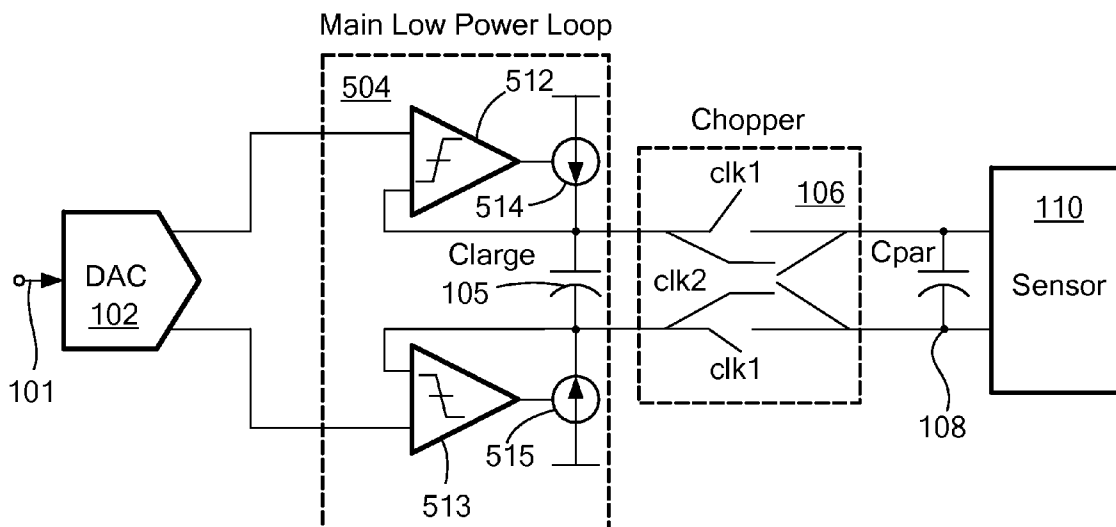 Main Low Power Loop
504
512
Chopper
clk1
106
110
514
DAC
102
Clarge
105
clk2
Cpar
Sensor
101
clk1
515
108
513